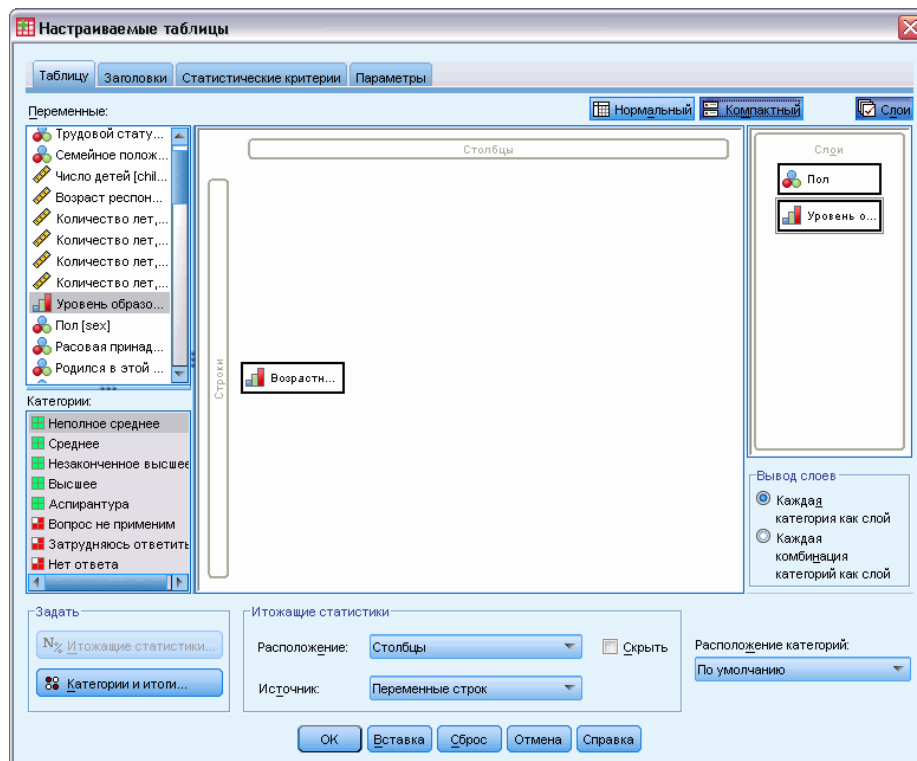 Настраиваемые таблицы
Таблицу Заголовки Статистические критерии Параметры
Переменные:
Нормальный Компактный Слои
Трудовой стату...
Семейное полож...
Число детей [chil...
Возраст респон...
Количество лет,...
Количество лет,...
Количество лет,...
Количество лет,...
Уровень образо...
Пол [sex]
Расовая принад...
Родился в этой ...
Столбцы
Строки
Возрастн...
Слои
Пол
Уровень о...
Категории:
Неполное среднее
Среднее
Незаконченное высшее
Высшее
Аспирантура
Вопрос не применим
Затрудняюсь ответить
Нет ответа
Вывод слоев
Каждая
категория как слой
Каждая
комбинация
категорий как слой
Задать
N% Итожащие статистики...
Категории и итоги...
Итожащие статистики
Расположение: Столбцы Скрыть
Источник: Переменные строк
Расположение категорий:
По умолчанию
OK Вставка Сброс Отмена Справка